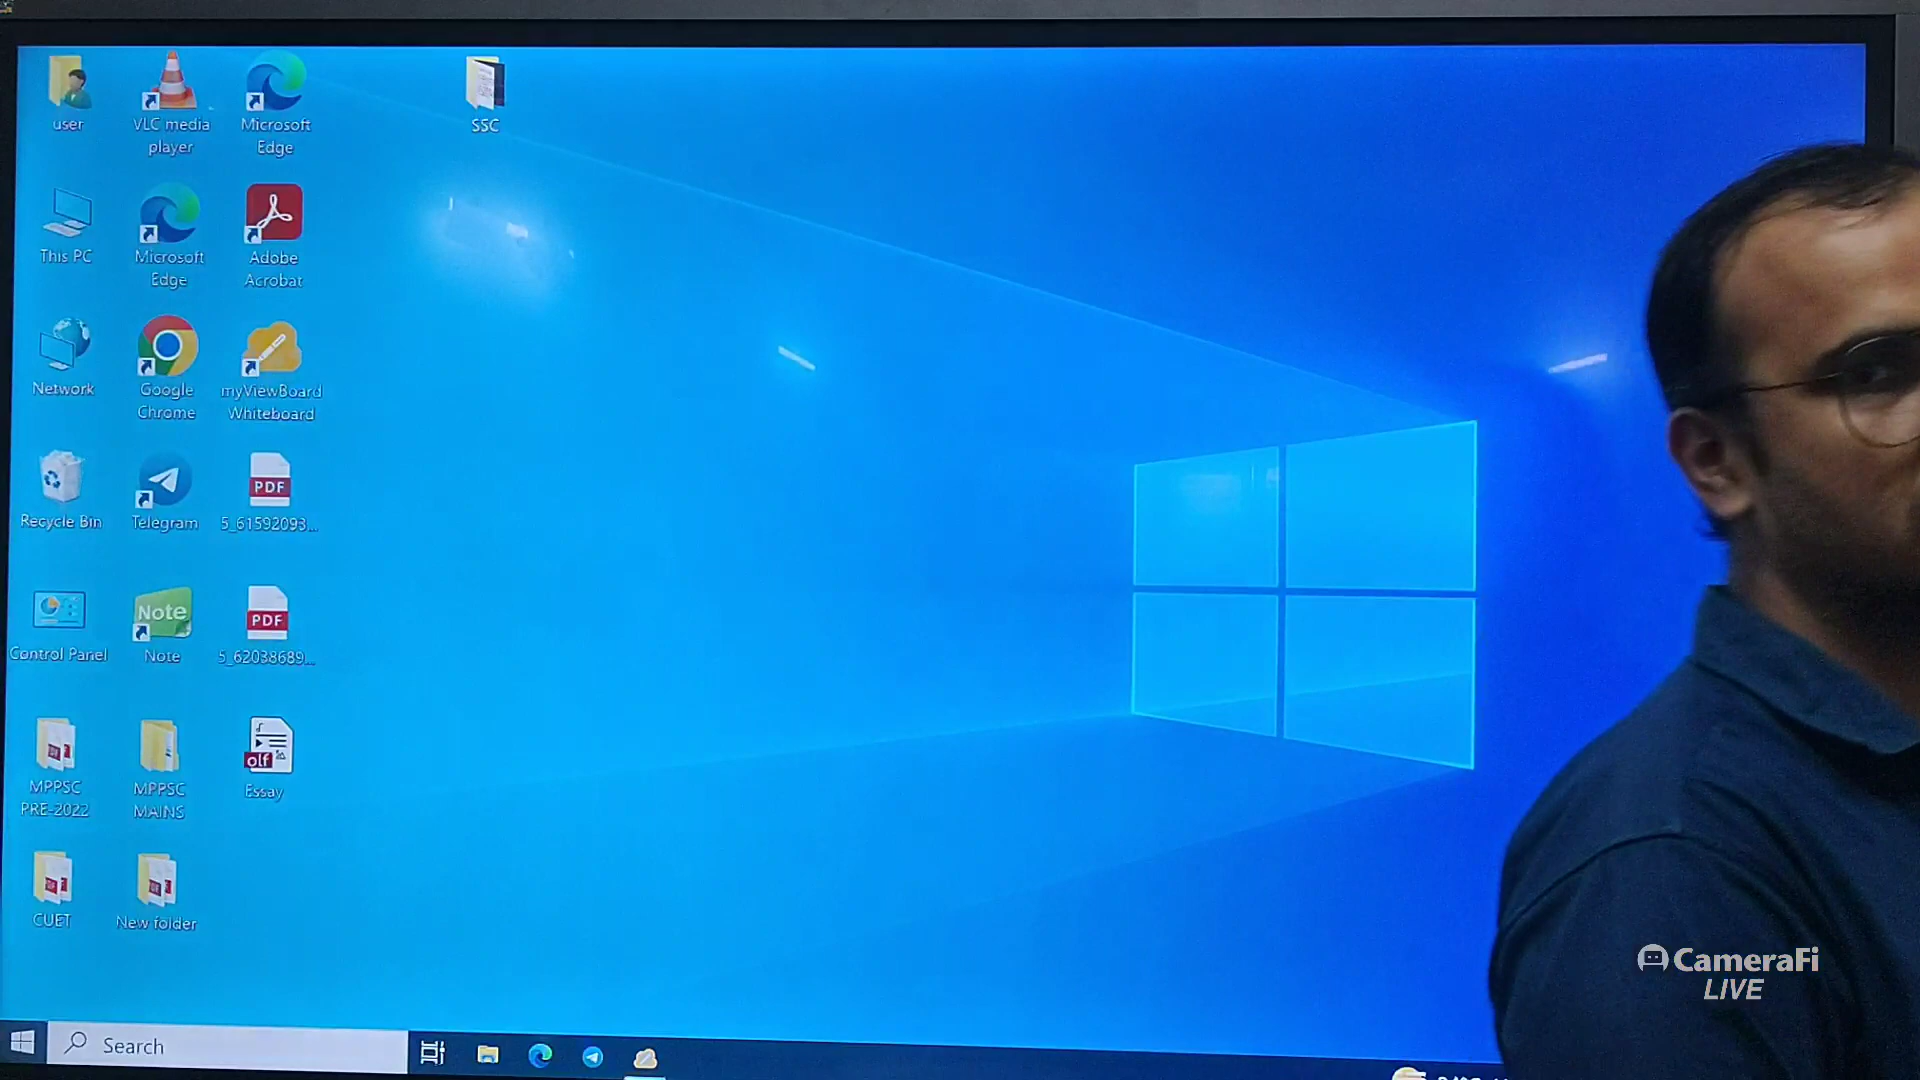 user
VLC media
player
Microsoft
Edge
SSC
This PC
Microsoft
Edge
Adobe
Acrobat
Network
Google
Chrome
myViewBoard
Whiteboard
Recycle Bin
Telegram
PDF
5_61592093...
Control Panel
Note
Note
PDF
5_62038689...
MPPSC
PRE-2022
MPPSC
MAINS
olf
Essay
CUET
New folder
CameraFi
LIVE
Search